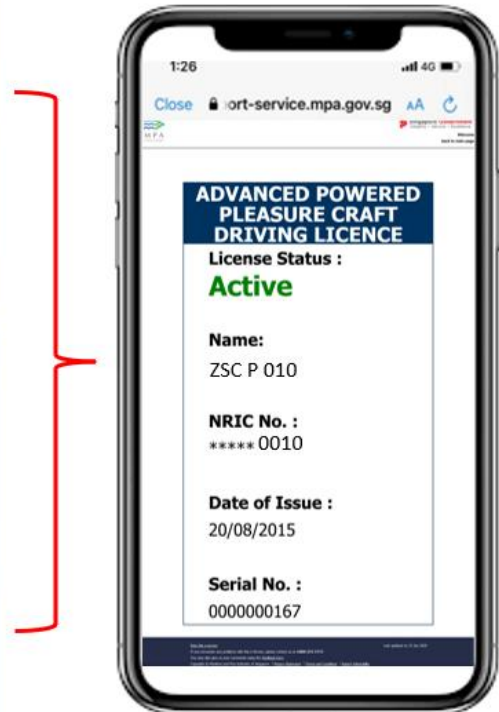 1:26
4G
Close ort-service.mpa.gov.sg AA
MPA
ADVANCED POWERED
PLEASURE CRAFT
DRIVING LICENCE
License Status :
Active
Name:
ZSC P 010
NRIC No. :
***** 0010
Date of Issue :
20/08/2015
Serial No. :
0000000167